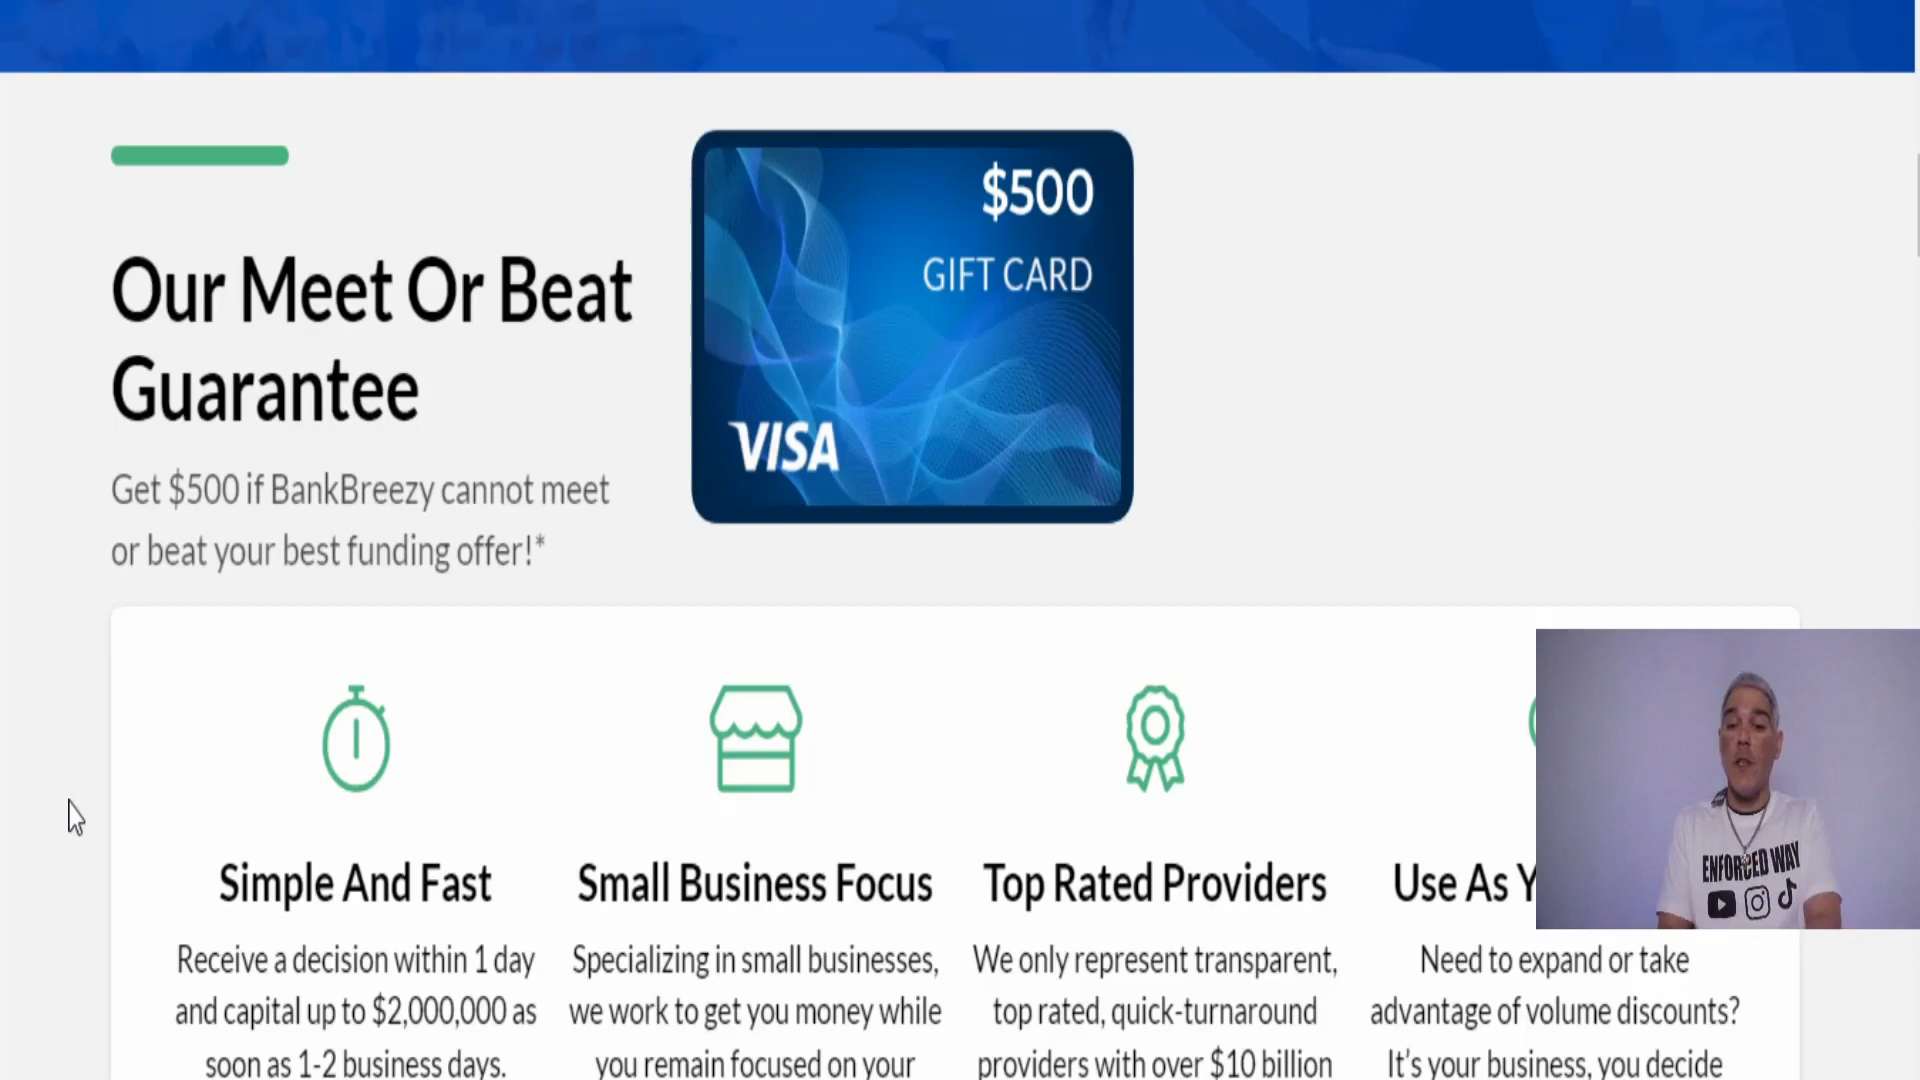 Our Meet Or Beat
Guarantee
Get $500 if BankBreezy cannot meet
or beat your best funding offer!*
$500
GIFT CARD
VISA
Simple And Fast
Receive a decision within 1 day
and capital up to $2,000,000 as
soon as 1-2 business days.
Small Business Focus
Specializing in small businesses,
we work to get you money while
you remain focused on your
Top Rated Providers
We only represent transparent,
top rated, quick-turnaround
providers with over $10 billion
Use As Y
Need to expand or take
advantage of volume discounts?
It's your business, you decide
ENFORCED WAY